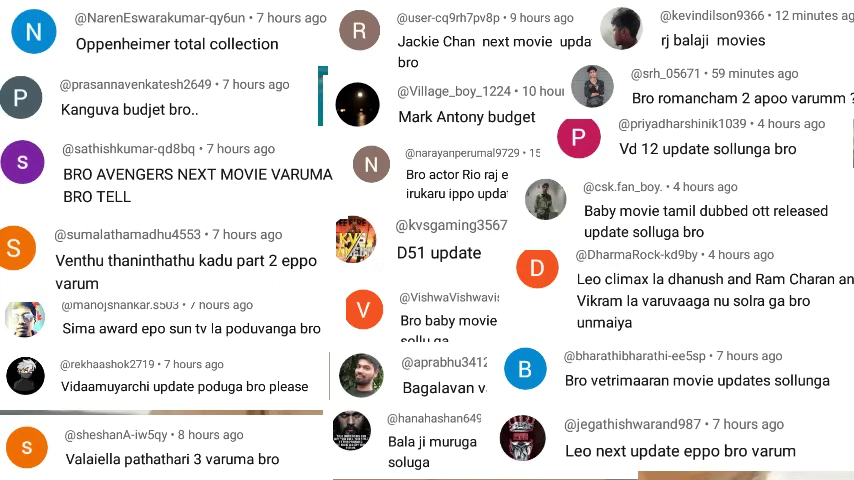 N
@NarenEswarakumar-qy6un • 7 hours ago
Oppenheimer total collection
P
@prasannavenkatesh2649 • 7 hours ago
Kanguva budjet bro..
s
@sathishkumar-qd8bq • 7 hours ago
BRO AVENGERS NEXT MOVIE VARUMA
BRO TELL
S
@sumalathamadhu4553 • 7 hours ago
Venthu thaninthathu kadu part 2 eppo
varum
@manojshankar.s503 • 7 hours ago
Sima award epo sun tv la poduvanga bro
@rekhaashok2719 • 7 hours ago
Vidaamuyarchi update poduga bro please
s
@sheshanA-iw5qy • 8 hours ago
Valaiella pathathari 3 varuma bro
R
@user-cq9rh7pv8p • 9 hours ago
Jackie Chan next movie upda
bro
@Village_boy_1224 • 10 hou
Mark Antony budget
N
@narayanperumal9729 • 15
Bro actor Rio raj e
irukaru ippo upda
@kvsgaming3567
D51 update
V
@VishwaVishwavis
Bro baby movie
sollu ga
@aprabhu3412
Bagalavan v
@hanahashan649
Bala ji muruga
soluga
@kevindilson9366 • 12 minutes ag
rj balaji movies
@srh_05671 • 59 minutes ago
Bro romancham 2 apoo varumm ?
P
@priyadharshinik1039 • 4 hours ago
Vd 12 update sollunga bro
@csk.fan_boy. • 4 hours ago
Baby movie tamil dubbed ott released
update solluga bro
D
@DharmaRock-kd9by • 4 hours ago
Leo climax la dhanush and Ram Charan an
Vikram la varuvaaga nu solra ga bro
unmaiya
B
@bharathibharathi-ee5sp • 7 hours ago
Bro vetrimaaran movie updates sollunga
@jegathishwarand987 • 7 hours ago
Leo next update eppo bro varum